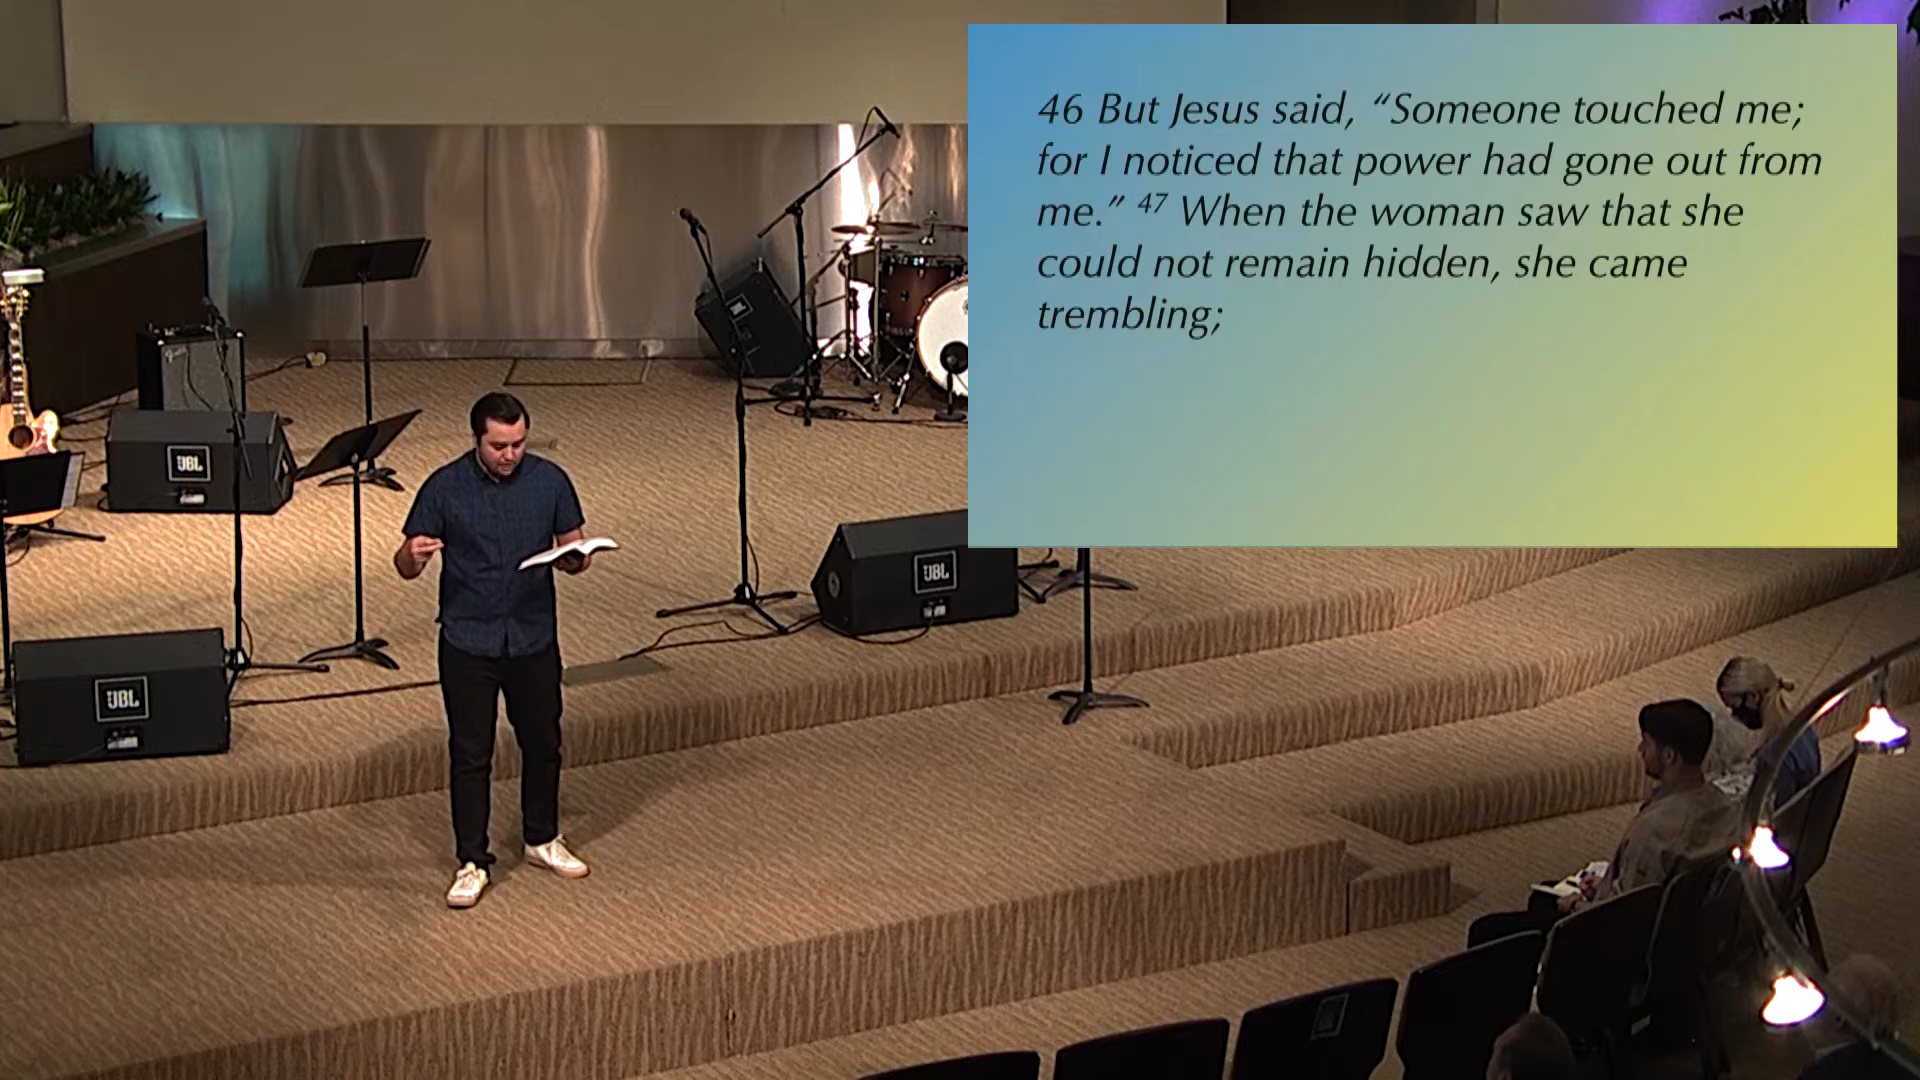 46 But Jesus said, “Someone touched me;
for I noticed that power had gone out from
me.” 47 When the woman saw that she
could not remain hidden, she came
trembling;
JBL
JBL
JBL
JBL